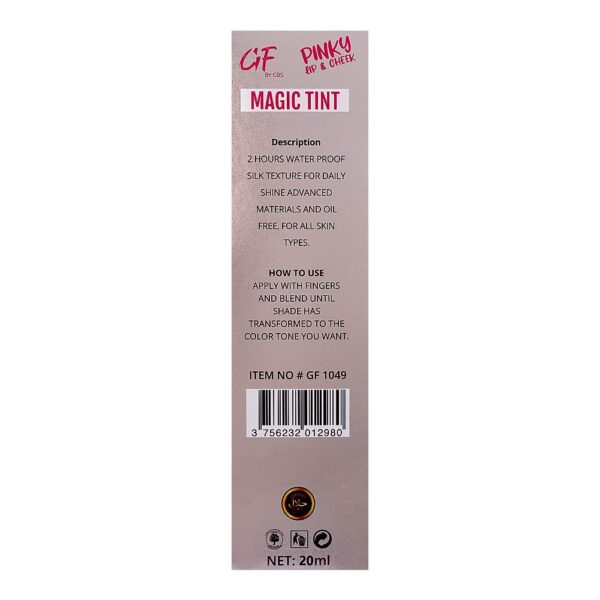 GF
BY CBS
PINKY
LIP & CHEEK
MAGIC TINT
Description
2 HOURS WATER PROOF
SILK TEXTURE FOR DAILY
SHINE ADVANCED
MATERIALS AND OIL
FREE, FOR ALL SKIN
TYPES.
HOW TO USE
APPLY WITH FINGERS
AND BLEND UNTIL
SHADE HAS
TRANSFORMED TO THE
COLOR TONE YOU WANT.
ITEM NO # GF 1049
3 756232 012980
حلال
NET: 20ml